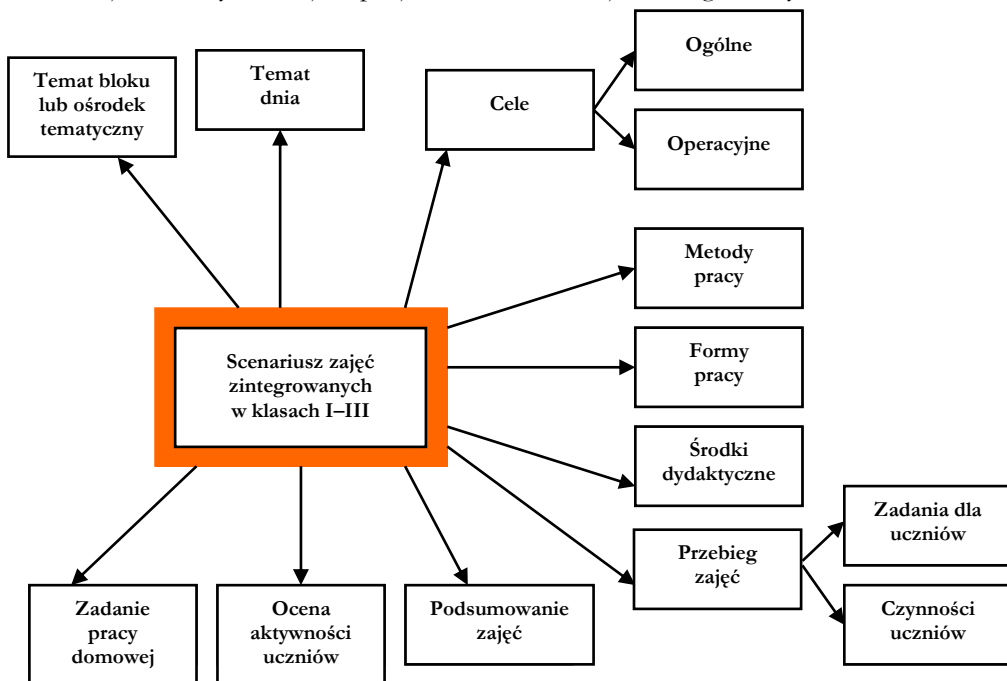 Ogólne
Temat bloku
lub ośrodek
tematyczny
Temat
dnia
Cele
Operacyjne
Metody
pracy
Scenariusz zajęć
zintegrowanych
w klasach I–III
Formy
pracy
Środki
dydaktyczne
Zadania dla
uczniów
Przebieg
zajęć
Zadanie
pracy
domowej
Ocena
aktywności
uczniów
Podsumowanie
zajęć
Czynności
uczniów